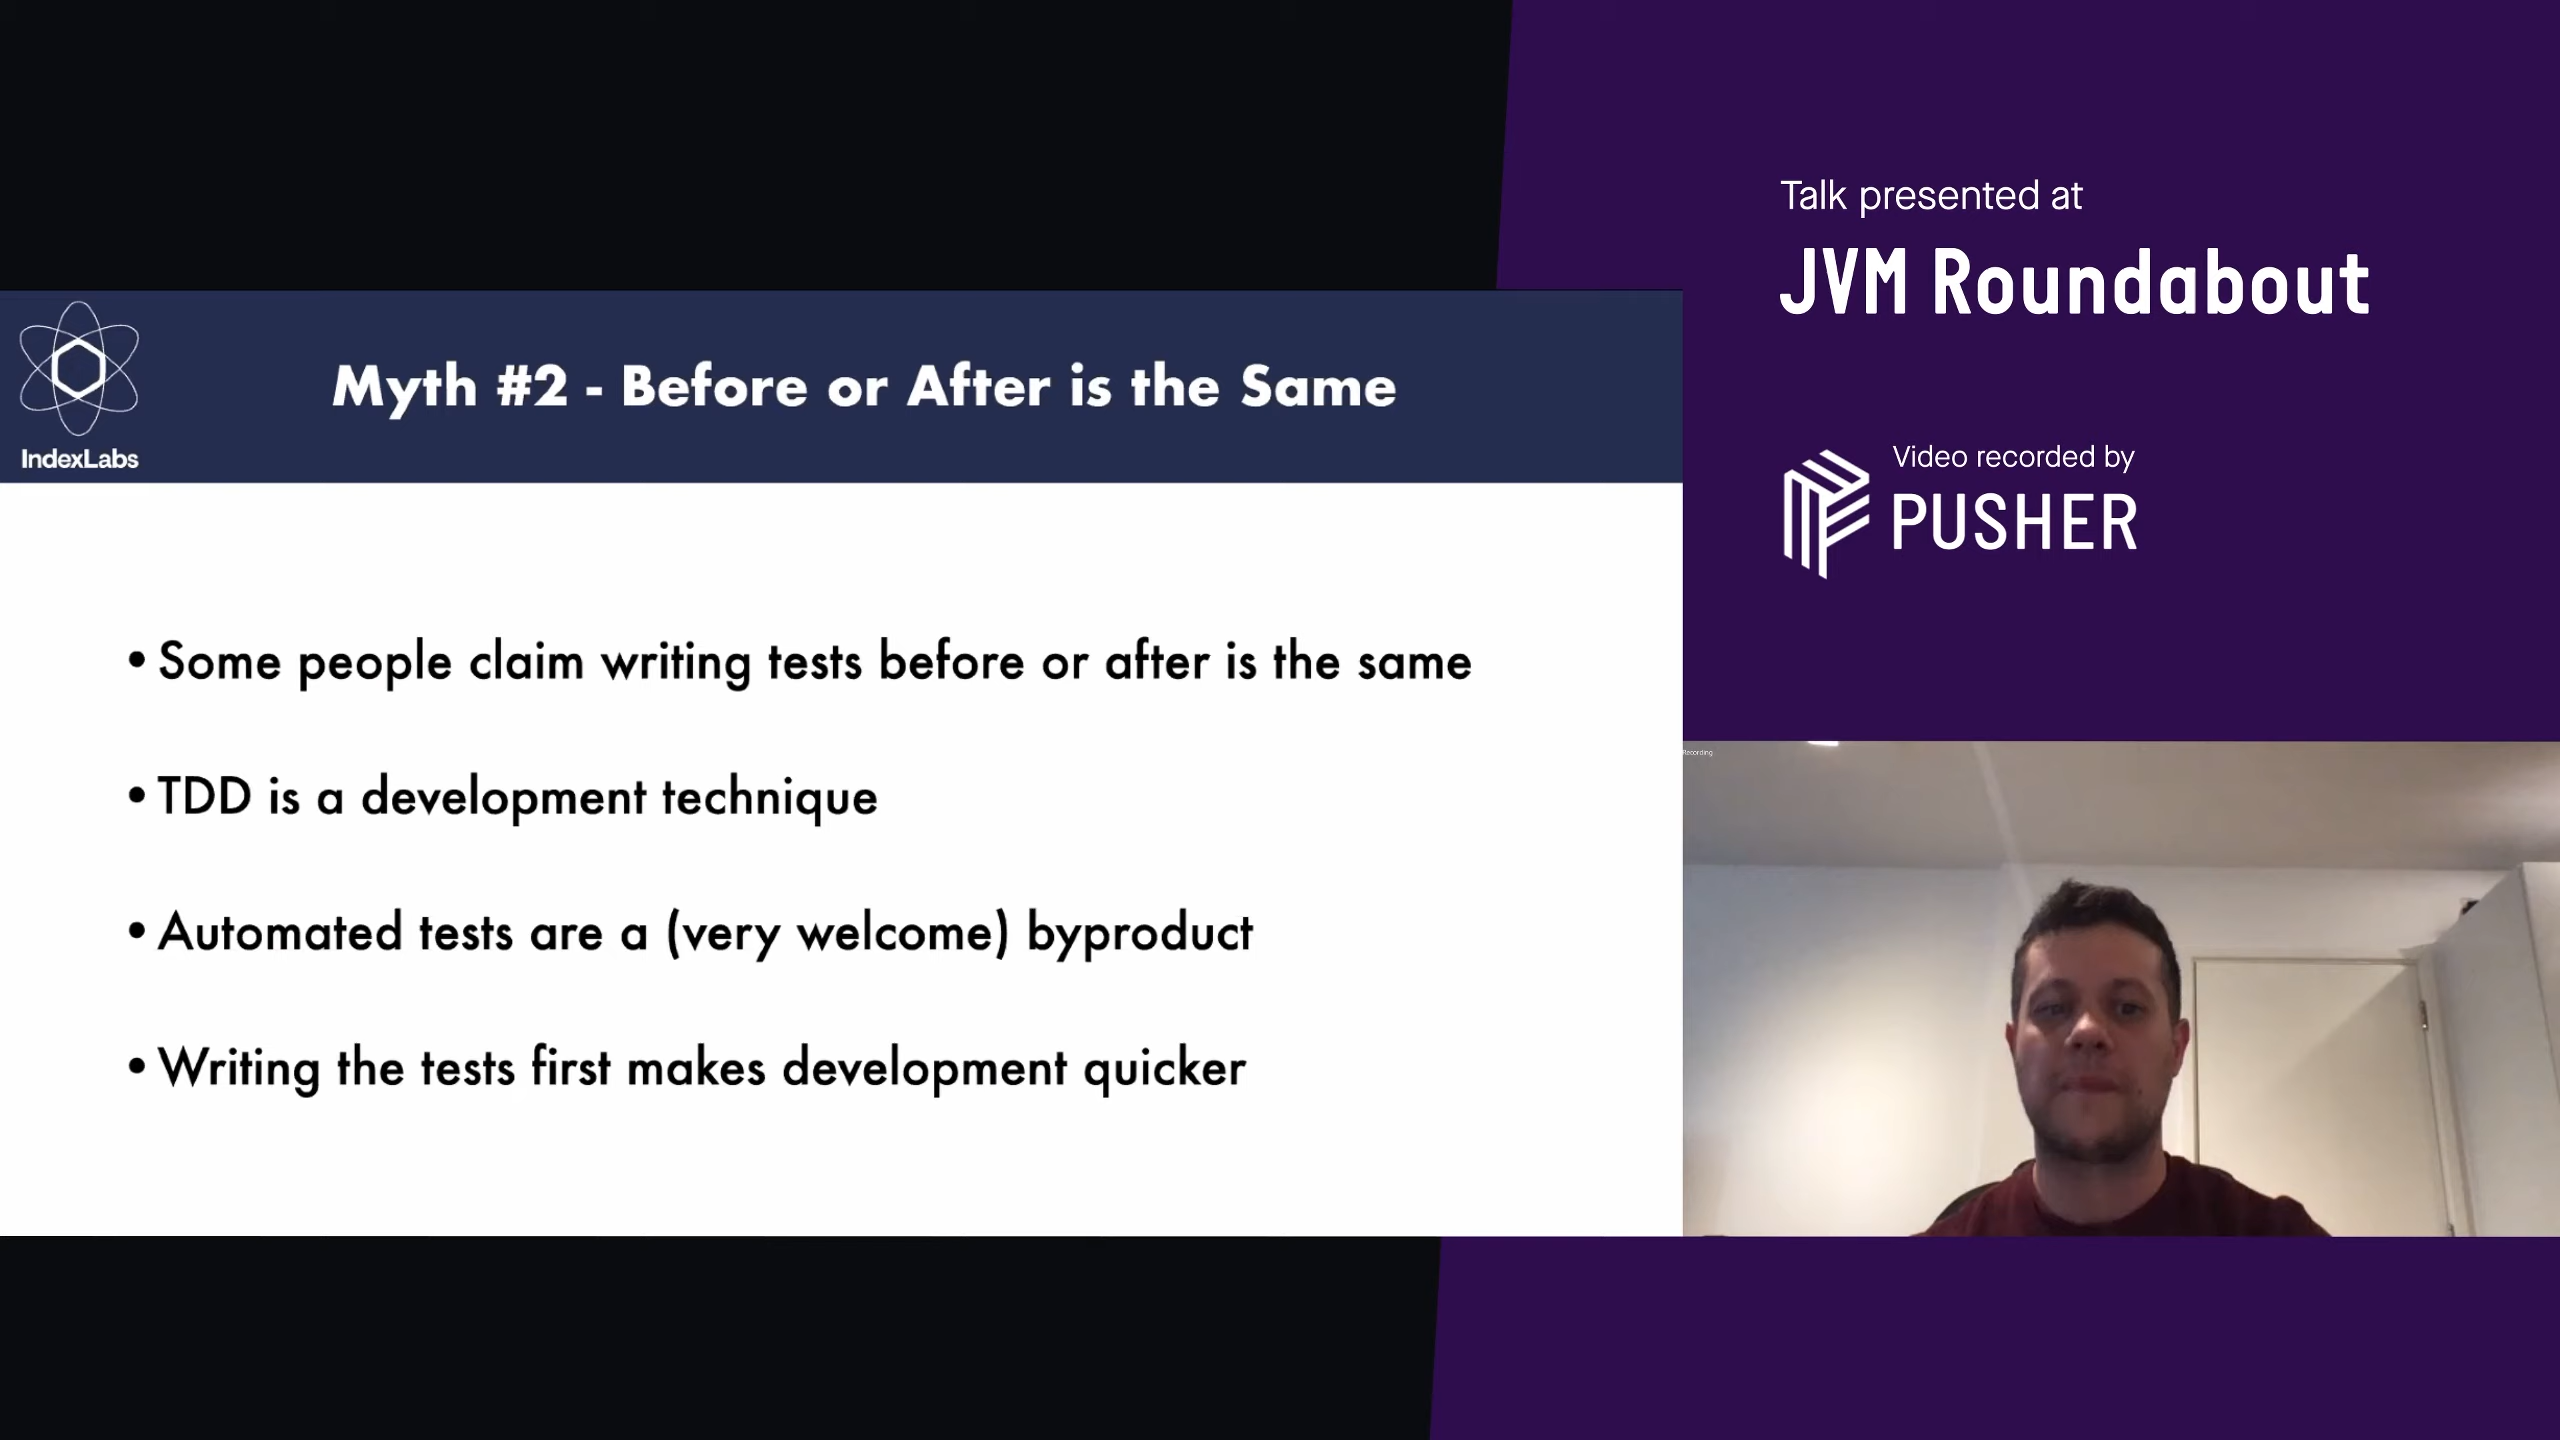 IndexLabs
Myth #2 - Before or After is the Same
• Some people claim writing tests before or after is the same
• TDD is a development technique
• Automated tests are a (very welcome) byproduct
• Writing the tests first makes development quicker
Talk presented at
JVM Roundabout
Video recorded by
PUSHER
Recording